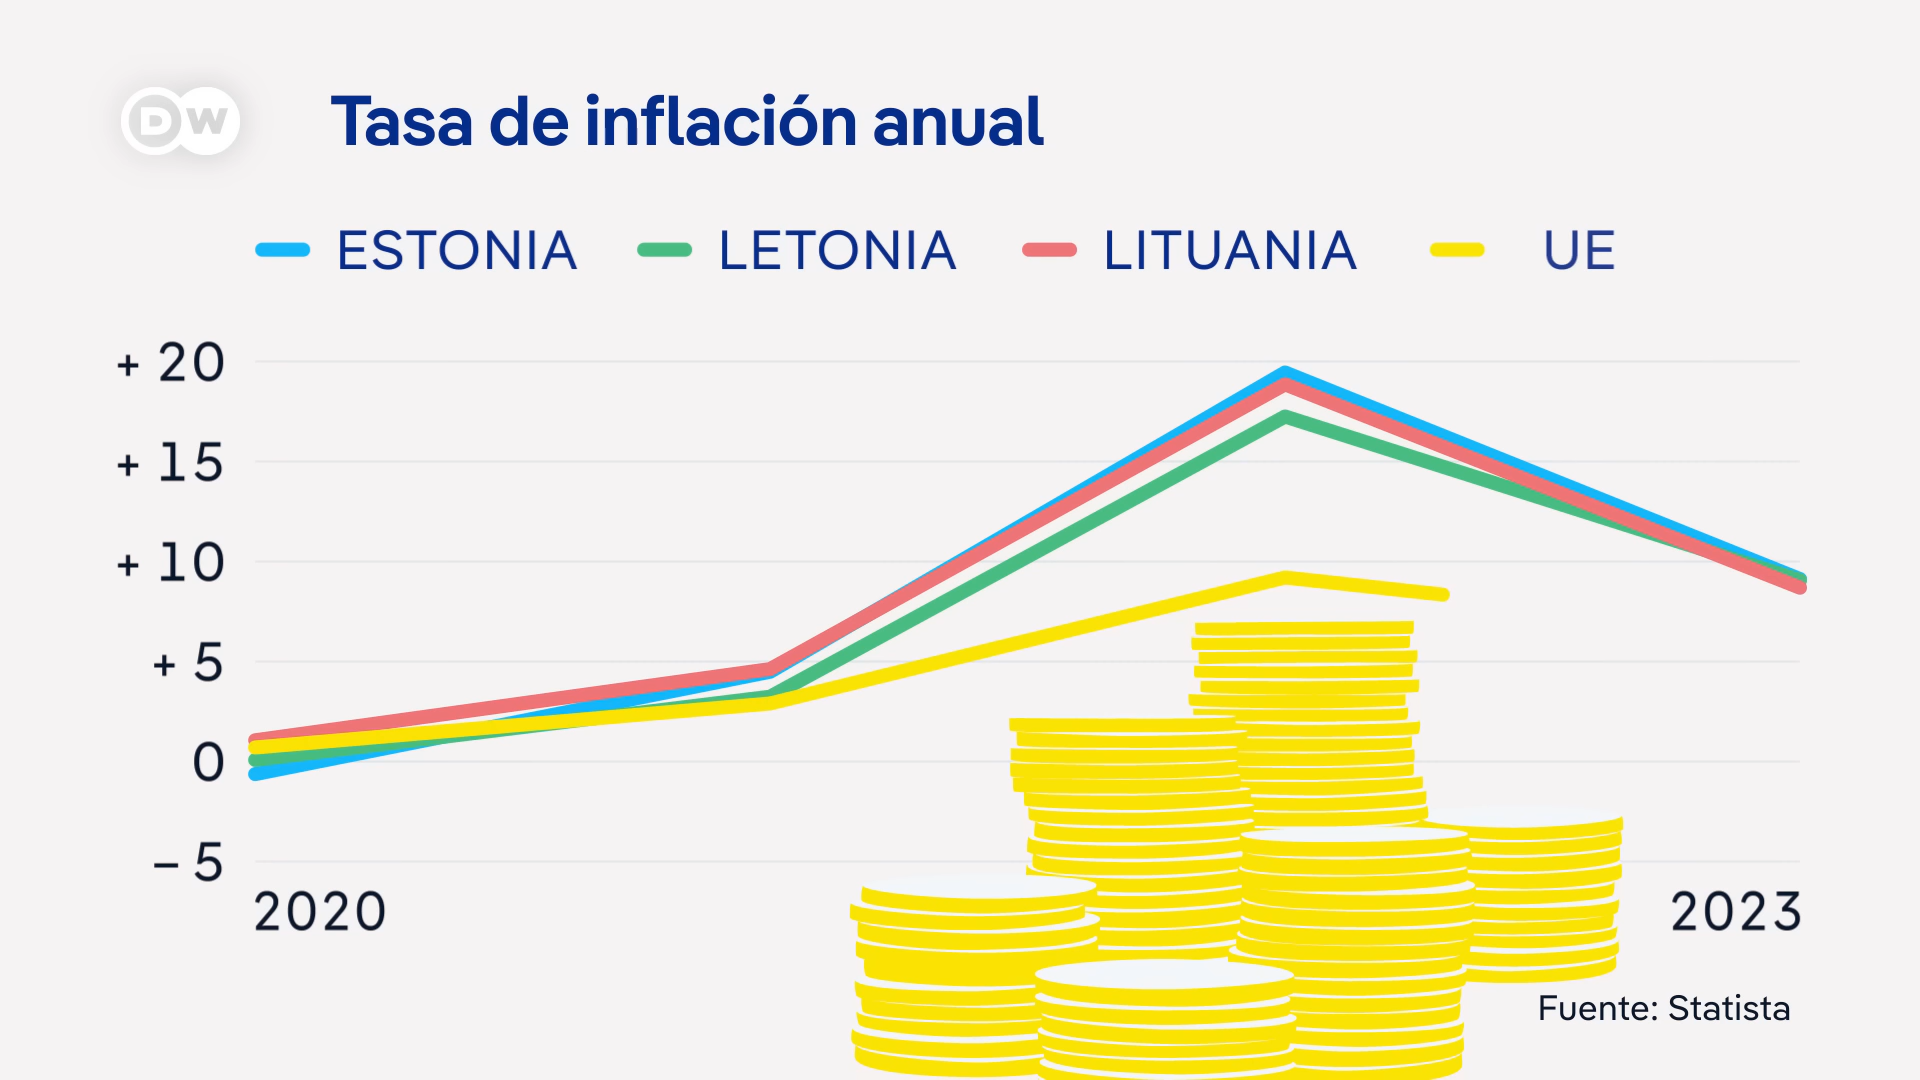 DW
Tasa de inflación anual
ESTONIA LETONIA LITUANIA UE
+ 20
+ 15
+ 10
+ 5
0
– 5
2020 2023
Fuente: Statista